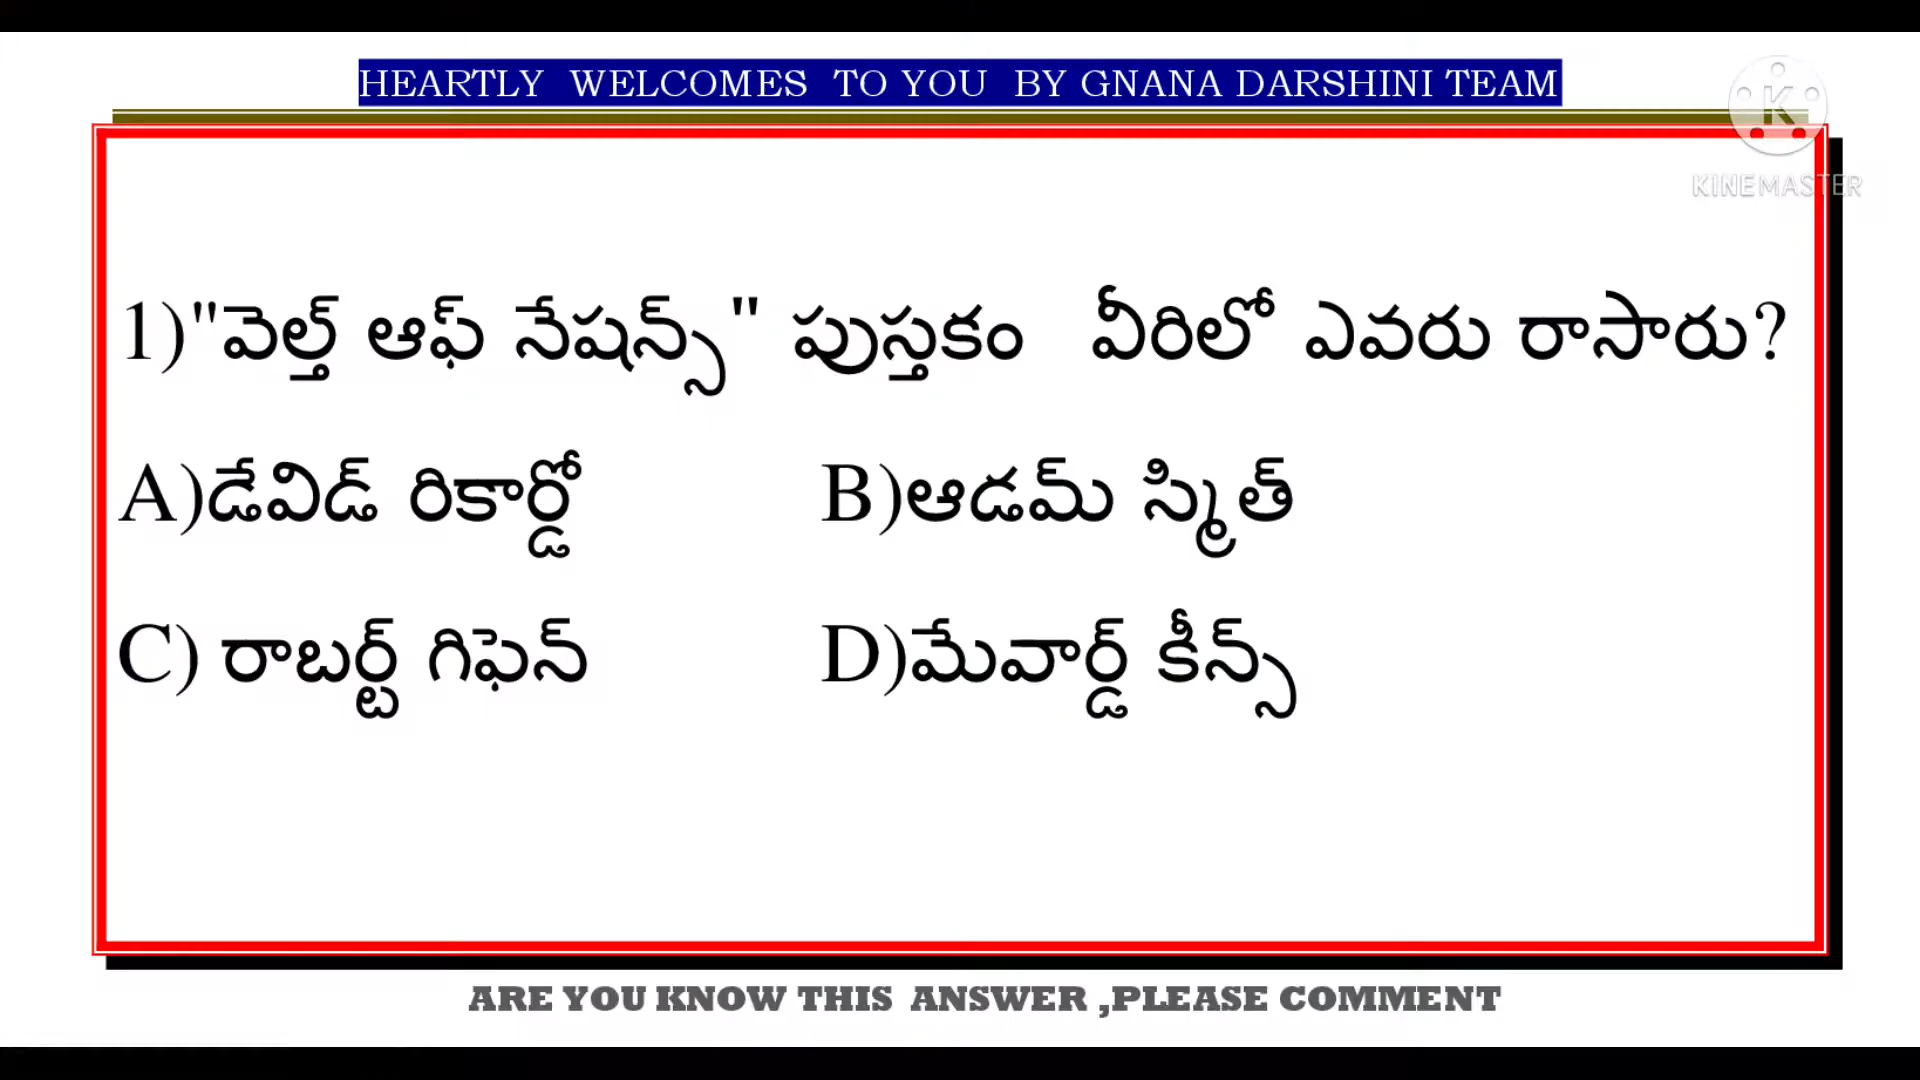 HEARTLY WELCOMES TO YOU BY GNANA DARSHINI TEAM
KINEMASTER
1)"వెల్త్ ఆఫ్ నేషన్స్" పుస్తకం వీరిలో ఎవరు రాసారు?
A)డేవిడ్ రికార్డో B)ఆడమ్ స్మిత్
C) రాబర్ట్ గిఫెన్ D)మేవార్డ్ కీన్స్
ARE YOU KNOW THIS ANSWER ,PLEASE COMMENT